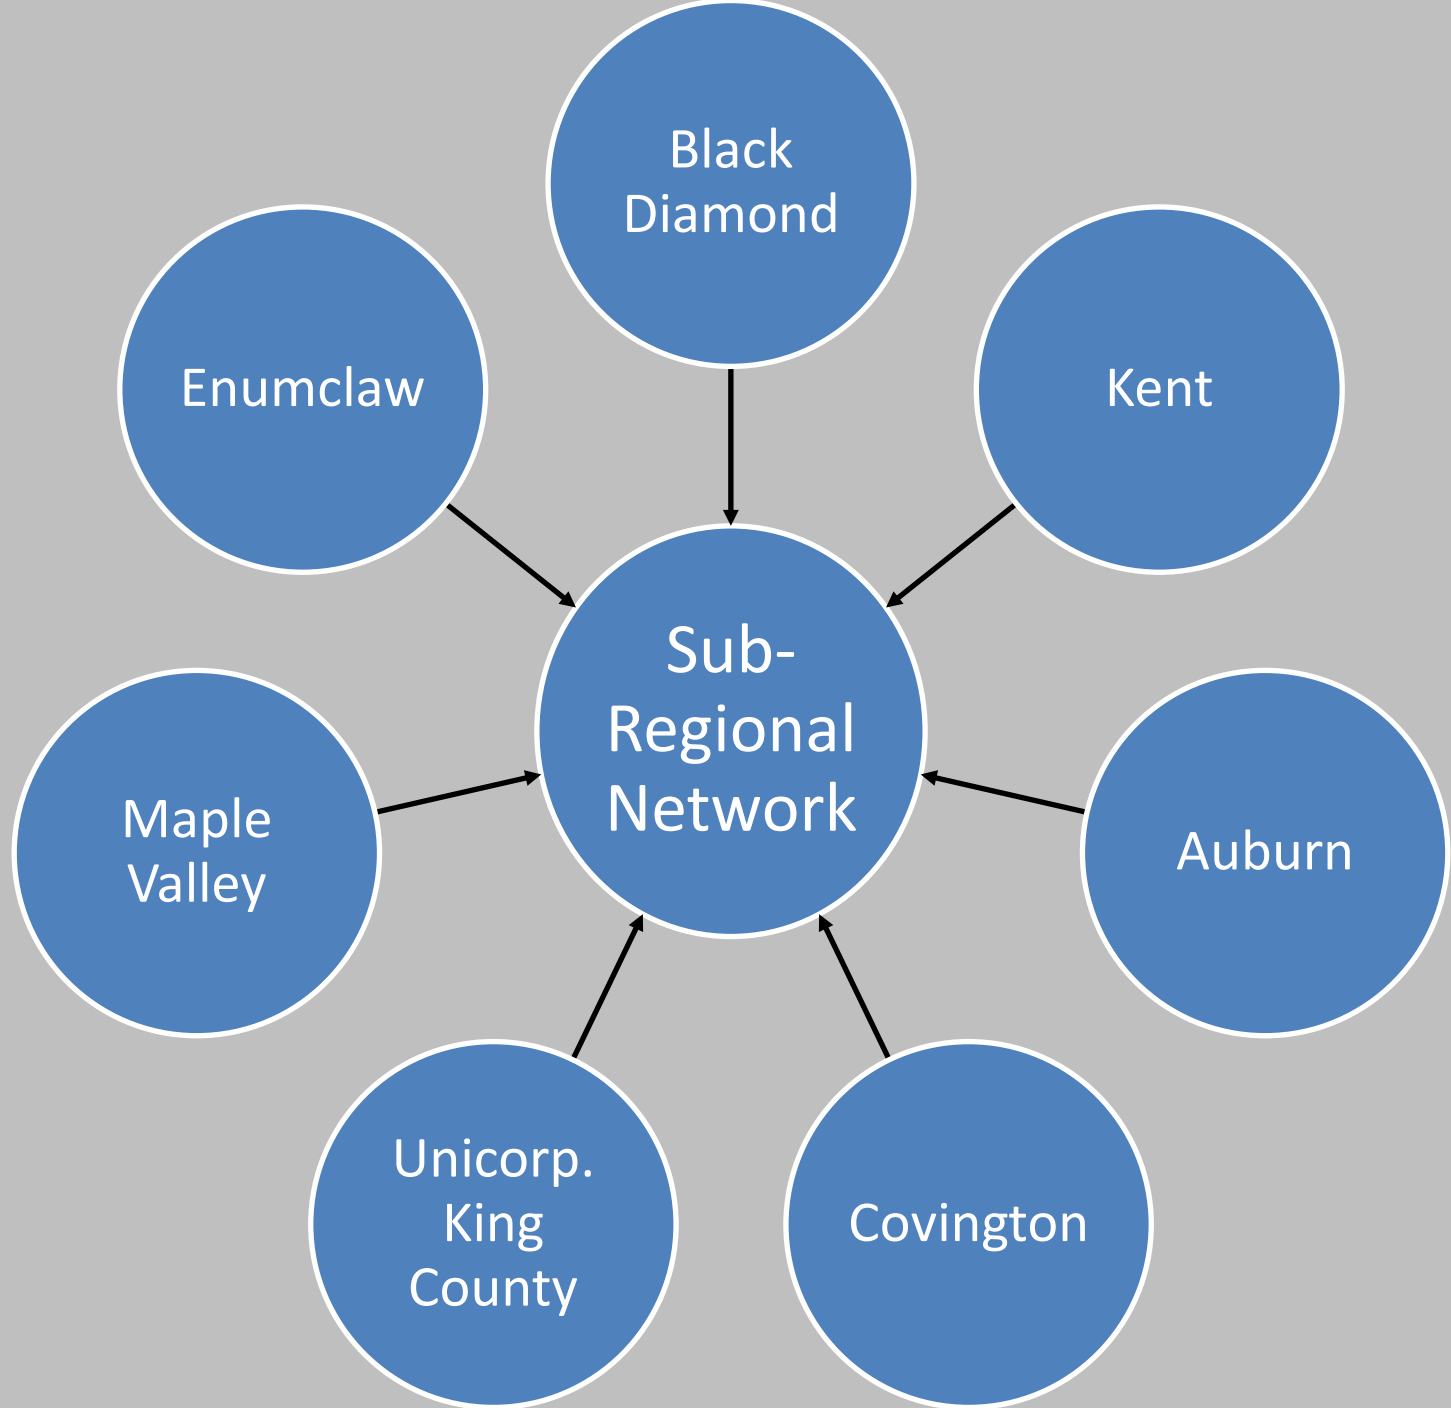 Black
Diamond
Enumclaw
Kent
Sub-
Regional
Network
Maple
Valley
Auburn
Unicorp.
King
County
Covington